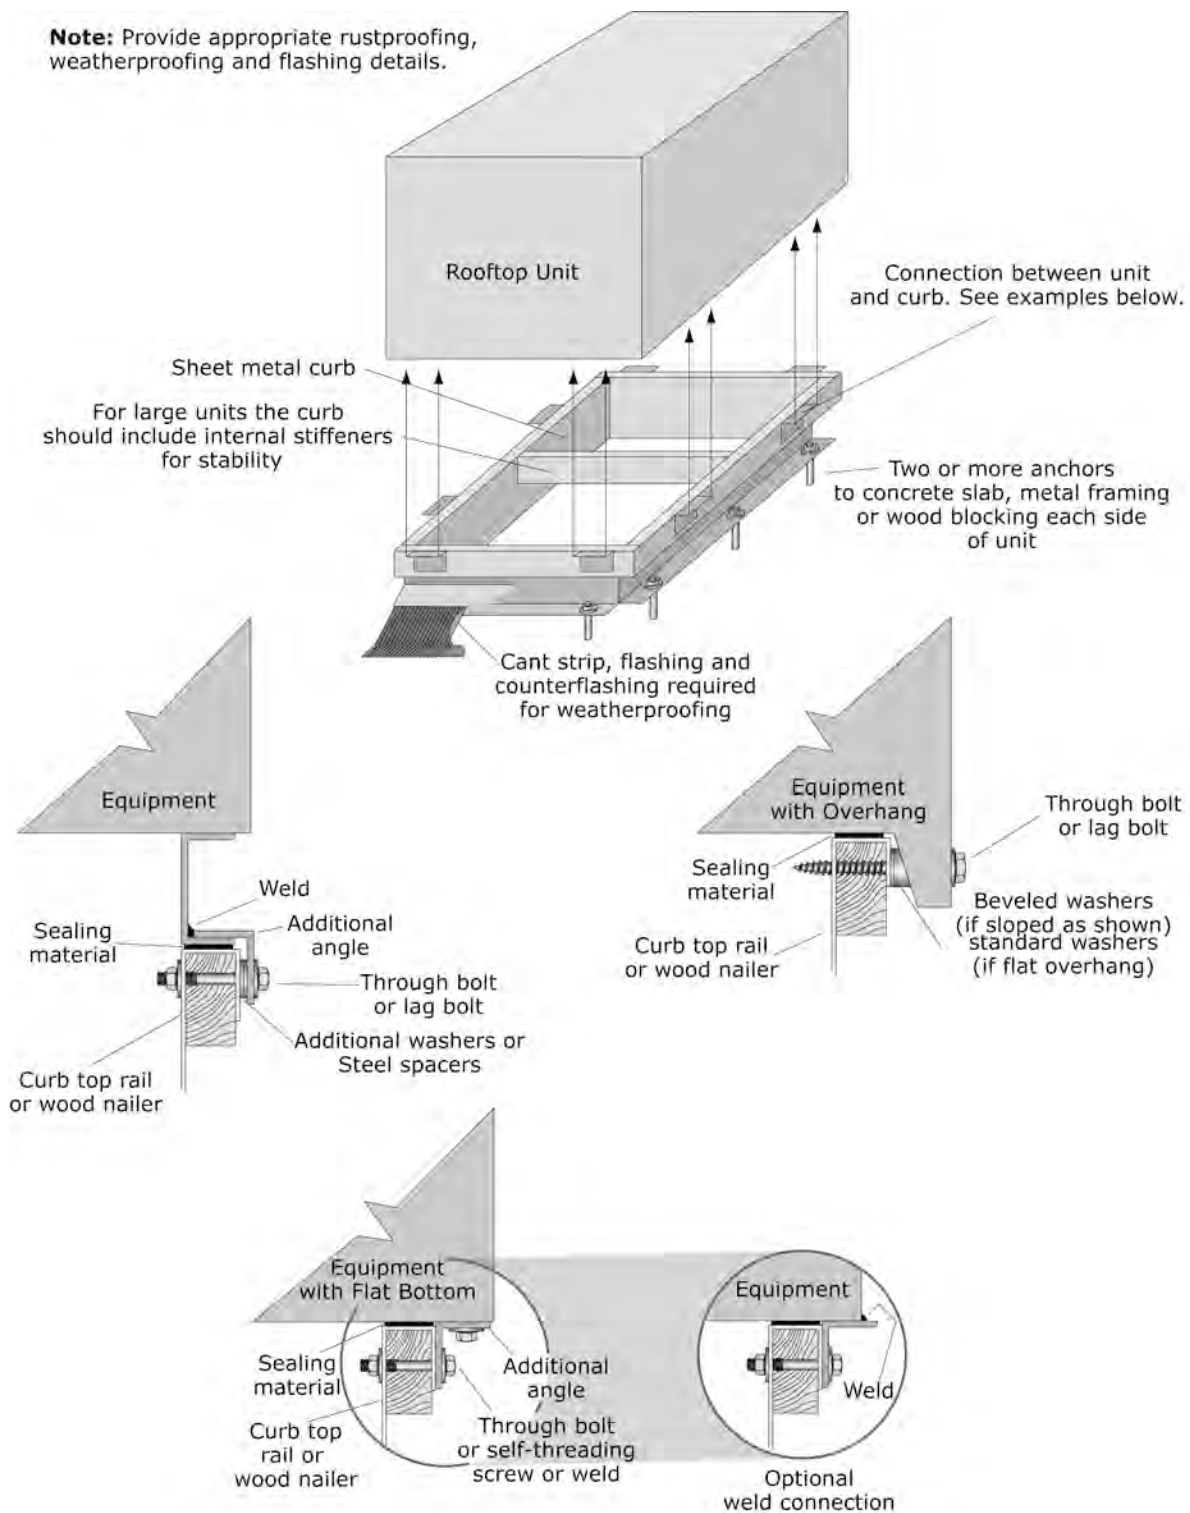 Note: Provide appropriate rustproofing,
weatherproofing and flashing details.
Rooftop Unit
Connection between unit
and curb. See examples below.
Sheet metal curb
For large units the curb
should include internal stiffeners
for stability
Two or more anchors
to concrete slab, metal framing
or wood blocking each side
of unit
Cant strip, flashing and
counterflashing required
for weatherproofing
Equipment
Weld
Sealing
material
Additional
angle
Through bolt
or lag bolt
Additional washers or
Steel spacers
Curb top rail
or wood nailer
Equipment
with Overhang
Through bolt
or lag bolt
Sealing
material
Beveled washers
(if sloped as shown)
standard washers
(if flat overhang)
Curb top rail
or wood nailer
Equipment
with Flat Bottom
Sealing
material
Additional
angle
Curb top
rail or
wood nailer
Through bolt
or self-threading
screw or weld
Equipment
Weld
Optional
weld connection